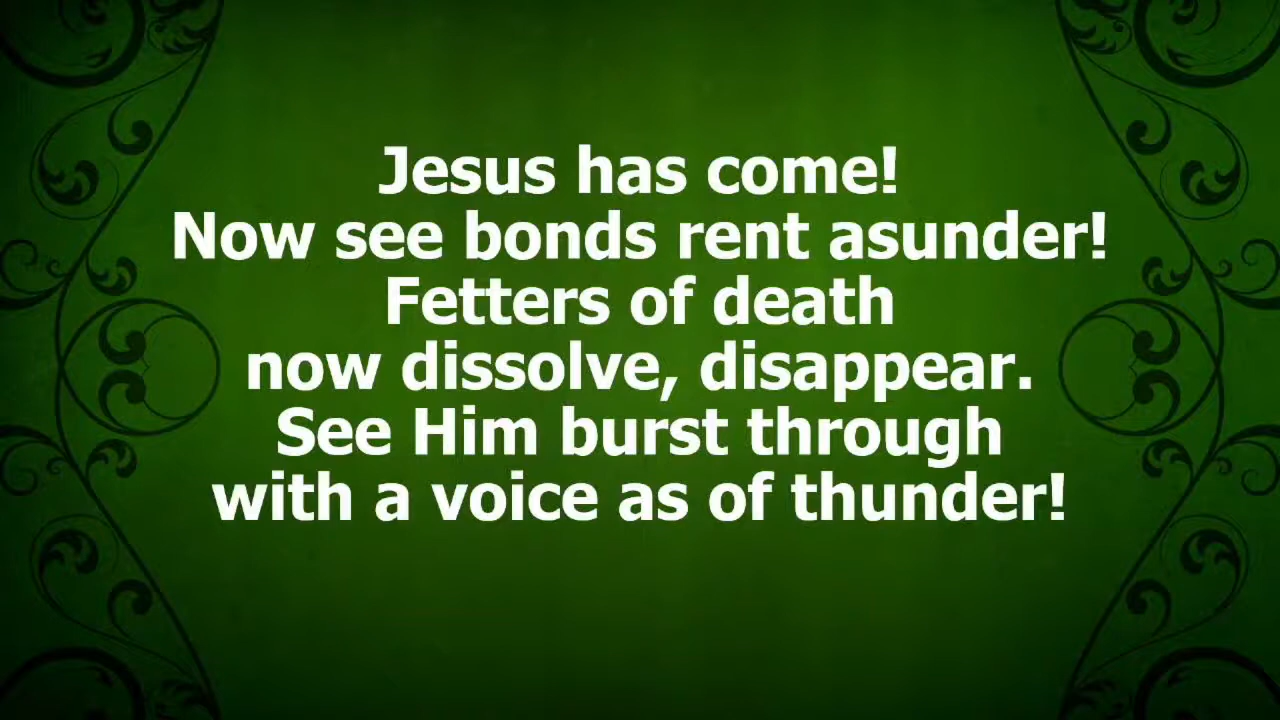 Jesus has come!
Now see bonds rent asunder!
Fetters of death
now dissolve, disappear.
See Him burst through
with a voice as of thunder!